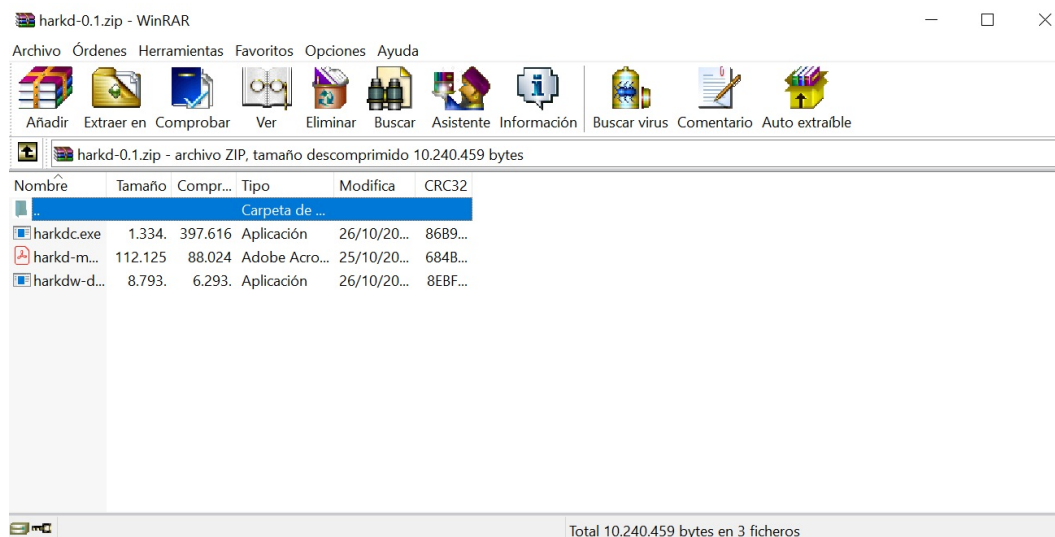 harkd-0.1.zip - WinRAR
Archivo Órdenes Herramientas Favoritos Opciones Ayuda
Añadir Extraer en Comprobar Ver Eliminar Buscar Asistente Información Buscar virus Comentario Auto extraíble
harkd-0.1.zip - archivo ZIP, tamaño descomprimido 10.240.459 bytes
Nombre Tamaño Compr... Tipo Modifica CRC32
.. Carpeta de ...
harkdc.exe 1.334. 397.616 Aplicación 26/10/20... 86B9...
harkd-m... 112.125 88.024 Adobe Acro... 25/10/20... 684B...
harkdw-d... 8.793. 6.293. Aplicación 26/10/20... 8EBF...
Total 10.240.459 bytes en 3 ficheros